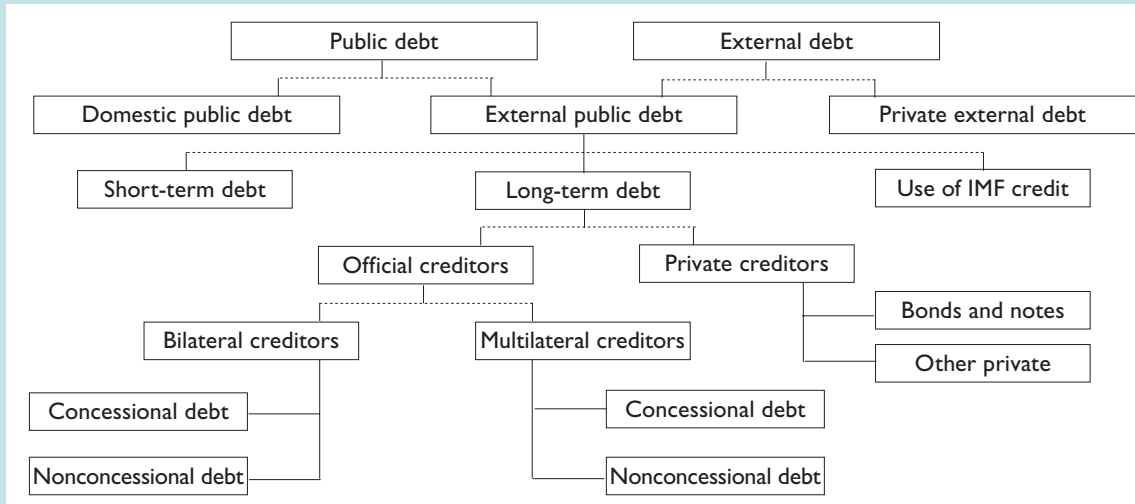 Public debt
External debt
Domestic public debt
External public debt
Private external debt
Short-term debt
Long-term debt
Use of IMF credit
Official creditors
Private creditors
Bonds and notes
Bilateral creditors
Multilateral creditors
Other private
Concessional debt
Concessional debt
Nonconcessional debt
Nonconcessional debt